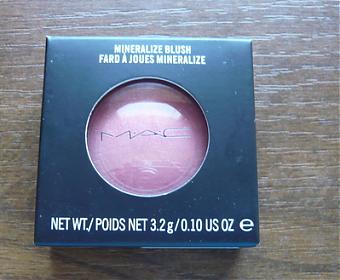 MINERALIZE BLUSH
FARD À JOUES MINERALIZE
MAC
NET WT./ POIDS NET 3.2 g / 0.10 US OZ ℮